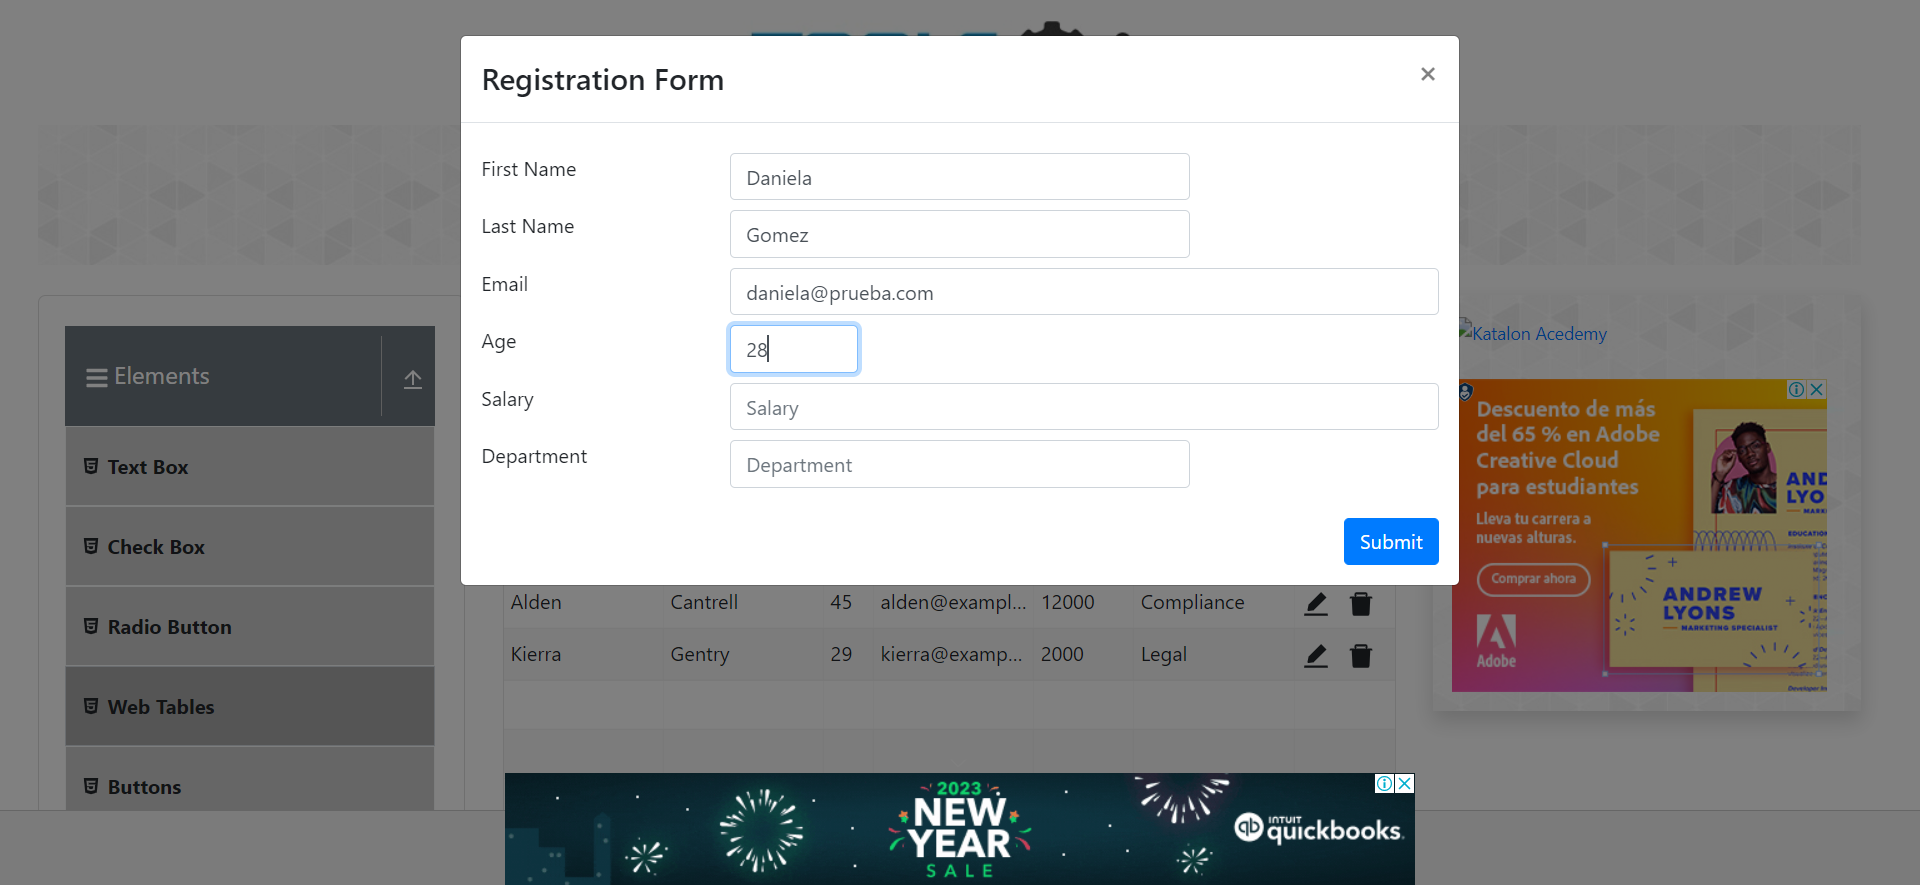 Registration Form
×
First Name
Daniela
Last Name
Gomez
Email
daniela@prueba.com
Age
28
Salary
Salary
Department
Department
Submit
Elements
Text Box
Check Box
Radio Button
Web Tables
Buttons
Alden Cantrell 45 alden@exampl... 12000 Compliance
Kierra Gentry 29 kierra@examp... 2000 Legal
Katalon Acedemy
Descuento de más
del 65 % en Adobe
Creative Cloud
para estudiantes
Lleva tu carrera a
nuevas alturas.
Comprar ahora
Adobe
ANDREW
LYONS
MARKETING SPECIALIST
2023
NEW
YEAR
SALE
INTUIT
quickbooks.